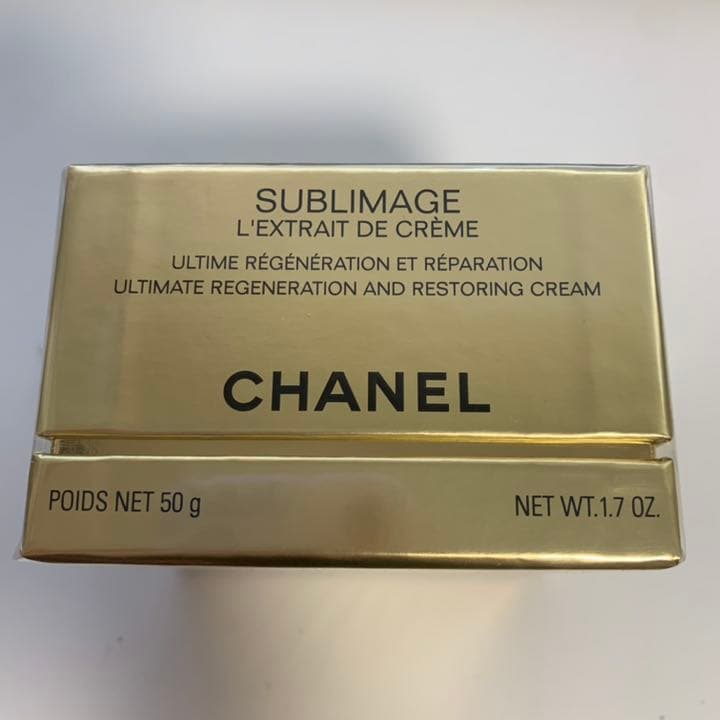 SUBLIMAGE
L'EXTRAIT DE CRÈME
ULTIME RÉGÉNÉRATION ET RÉPARATION
ULTIMATE REGENERATION AND RESTORING CREAM
CHANEL
POIDS NET 50 g NET WT.1.7 OZ.